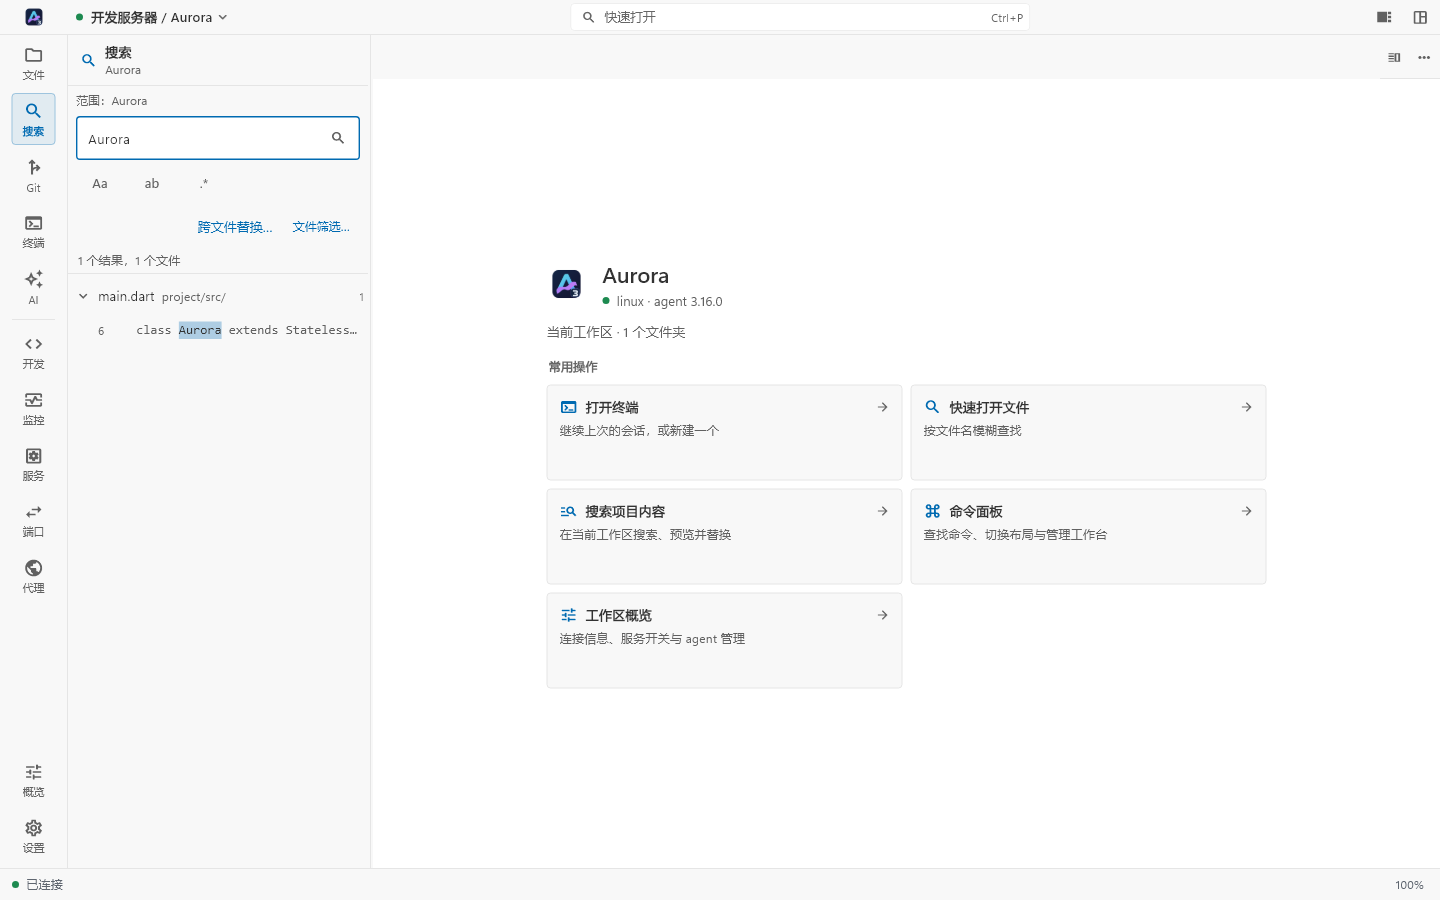 开发服务器 / Aurora
快速打开
Ctrl+P
文件
搜索
Git
终端
AI
开发
监控
服务
端口
代理
概览
设置
搜索
Aurora
范围：Aurora
Aurora
Aa
ab
.*
跨文件替换...
文件筛选...
1 个结果，1 个文件
main.dart project/src/ 1
6 class Aurora extends Stateless…
Aurora
linux · agent 3.16.0
当前工作区 · 1 个文件夹
常用操作
打开终端
继续上次的会话，或新建一个
快速打开文件
按文件名模糊查找
搜索项目内容
在当前工作区搜索、预览并替换
命令面板
查找命令、切换布局与管理工作台
工作区概览
连接信息、服务开关与 agent 管理
已连接
100%